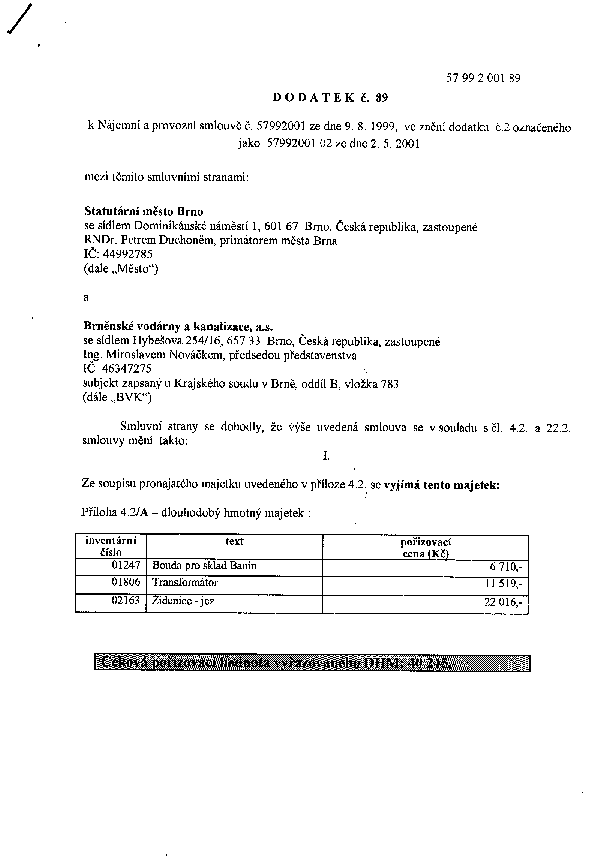 57 99 2 001 89
DODATEK č. 89
k Nájemní a provozní smlouvě č. 57992001 ze dne 9. 8. 1999, ve znění dodatku č.2 označeného
jako 57992001 02 ze dne 2. 5. 2001
mezi těmito smluvními stranami:
Statutární město Brno
se sídlem Dominikánské náměstí 1, 601 67 Brno, Česká republika, zastoupené
RNDr. Petrem Duchoněm, primátorem města Brna
IČ: 44992785
(dále „Město“)
a
Brněnské vodárny a kanalizace, a.s.
se sídlem Hybešova 254/16, 657 33 Brno, Česká republika, zastoupené
Ing. Miroslavem Nováčkem, předsedou představenstva
IČ 46347275
subjekt zapsaný u Krajského soudu v Brně, oddíl B, vložka 783
(dále „BVK“)
Smluvní strany se dohodly, že výše uvedená smlouva se v souladu s čl. 4.2. a 22.2.
smlouvy mění takto:
I.
Ze soupisu pronajatého majetku uvedeného v příloze 4.2. se vyjímá tento majetek:
Příloha 4.2/A – dlouhodobý hmotný majetek :
inventární číslo text pořizovací cena (Kč)
01247 Bouda pro sklad Banín 6 710,-
01806 Transformátor 11 519,-
02163 Židenice - jez 22 016,-
Celková pořizovací hodnota DHM: